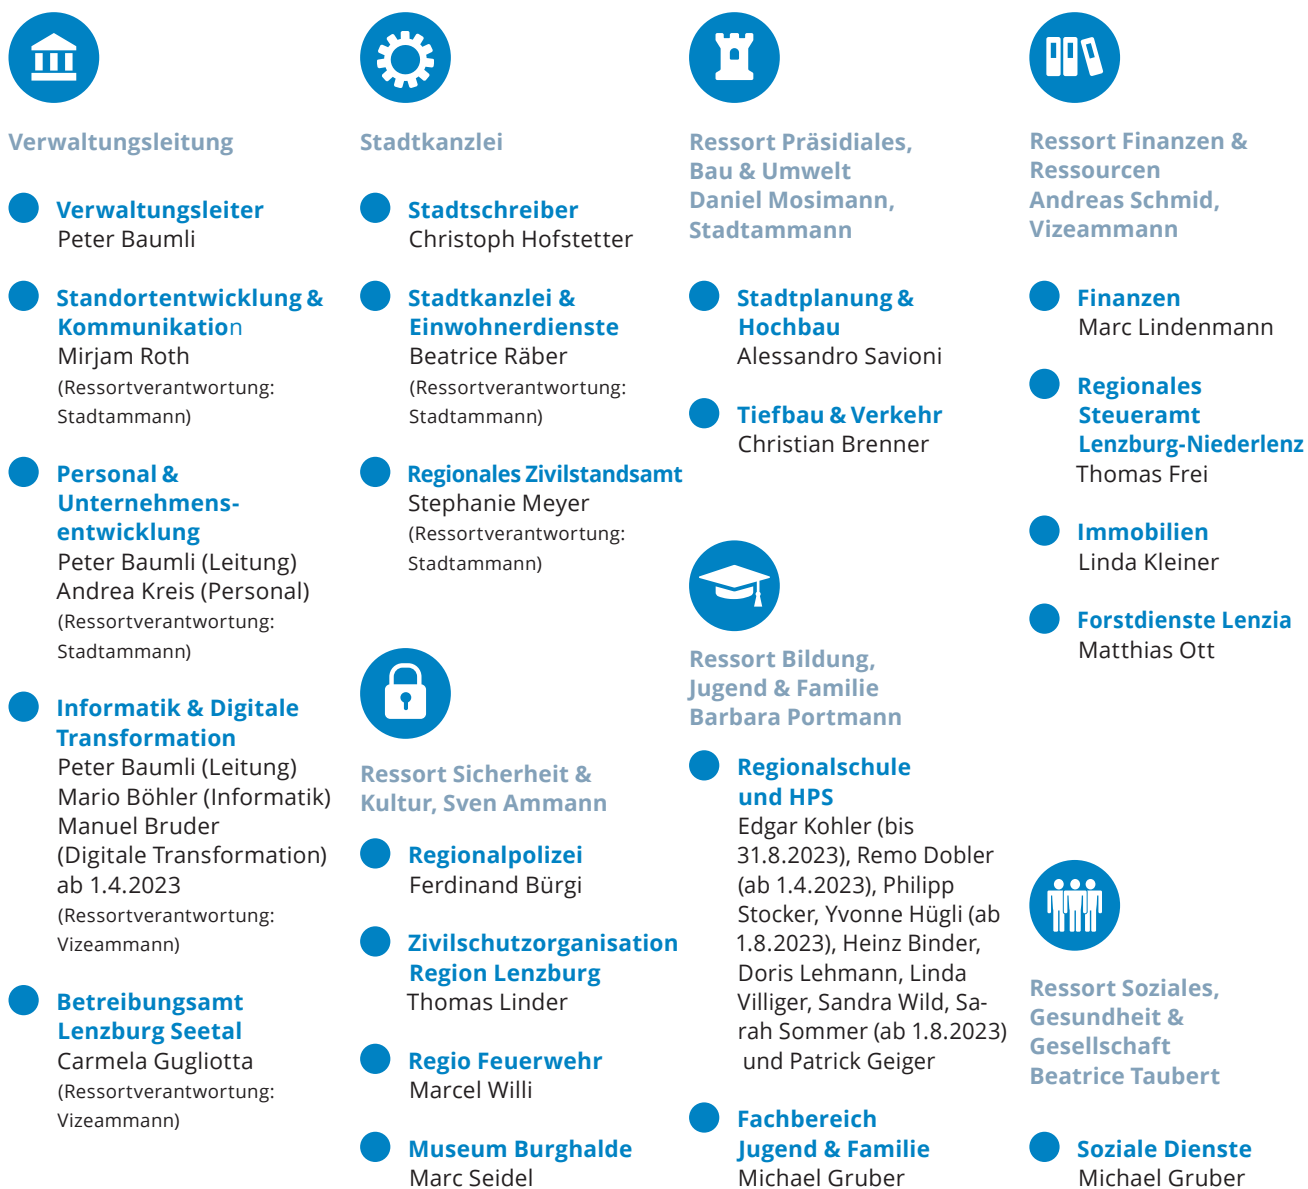 Verwaltungsleitung
Verwaltungsleiter
Peter Baumli
Standortentwicklung &
Kommunikation
Mirjam Roth
(Ressortverantwortung:
Stadtammann)
Personal &
Unternehmens-
entwicklung
Peter Baumli (Leitung)
Andrea Kreis (Personal)
(Ressortverantwortung:
Stadtammann)
Informatik & Digitale
Transformation
Peter Baumli (Leitung)
Mario Böhler (Informatik)
Manuel Bruder
(Digitale Transformation)
ab 1.4.2023
(Ressortverantwortung:
Vizeammann)
Betreibungsamt
Lenzburg Seetal
Carmela Gugliotta
(Ressortverantwortung:
Vizeammann)
Stadtkanzlei
Stadtschreiber
Christoph Hofstetter
Stadtkanzlei &
Einwohnerdienste
Beatrice Räber
(Ressortverantwortung:
Stadtammann)
Regionales Zivilstandsamt
Stephanie Meyer
(Ressortverantwortung:
Stadtammann)
Ressort Sicherheit &
Kultur, Sven Ammann
Regionalpolizei
Ferdinand Bürgi
Zivilschutzorganisation
Region Lenzburg
Thomas Linder
Regio Feuerwehr
Marcel Willi
Museum Burghalde
Marc Seidel
Ressort Präsidiales,
Bau & Umwelt
Daniel Mosimann,
Stadtammann
Stadtplanung &
Hochbau
Alessandro Savioni
Tiefbau & Verkehr
Christian Brenner
Ressort Bildung,
Jugend & Familie
Barbara Portmann
Regionalschule
und HPS
Edgar Kohler (bis
31.8.2023), Remo Dobler
(ab 1.4.2023), Philipp
Stocker, Yvonne Hügli (ab
1.8.2023), Heinz Binder,
Doris Lehmann, Linda
Villiger, Sandra Wild, Sa-
rah Sommer (ab 1.8.2023)
und Patrick Geiger
Fachbereich
Jugend & Familie
Michael Gruber
Ressort Finanzen &
Ressourcen
Andreas Schmid,
Vizeammann
Finanzen
Marc Lindenmann
Regionales
Steueramt
Lenzburg-Niederlenz
Thomas Frei
Immobilien
Linda Kleiner
Forstdienste Lenzia
Matthias Ott
Ressort Soziales,
Gesundheit &
Gesellschaft
Beatrice Taubert
Soziale Dienste
Michael Gruber